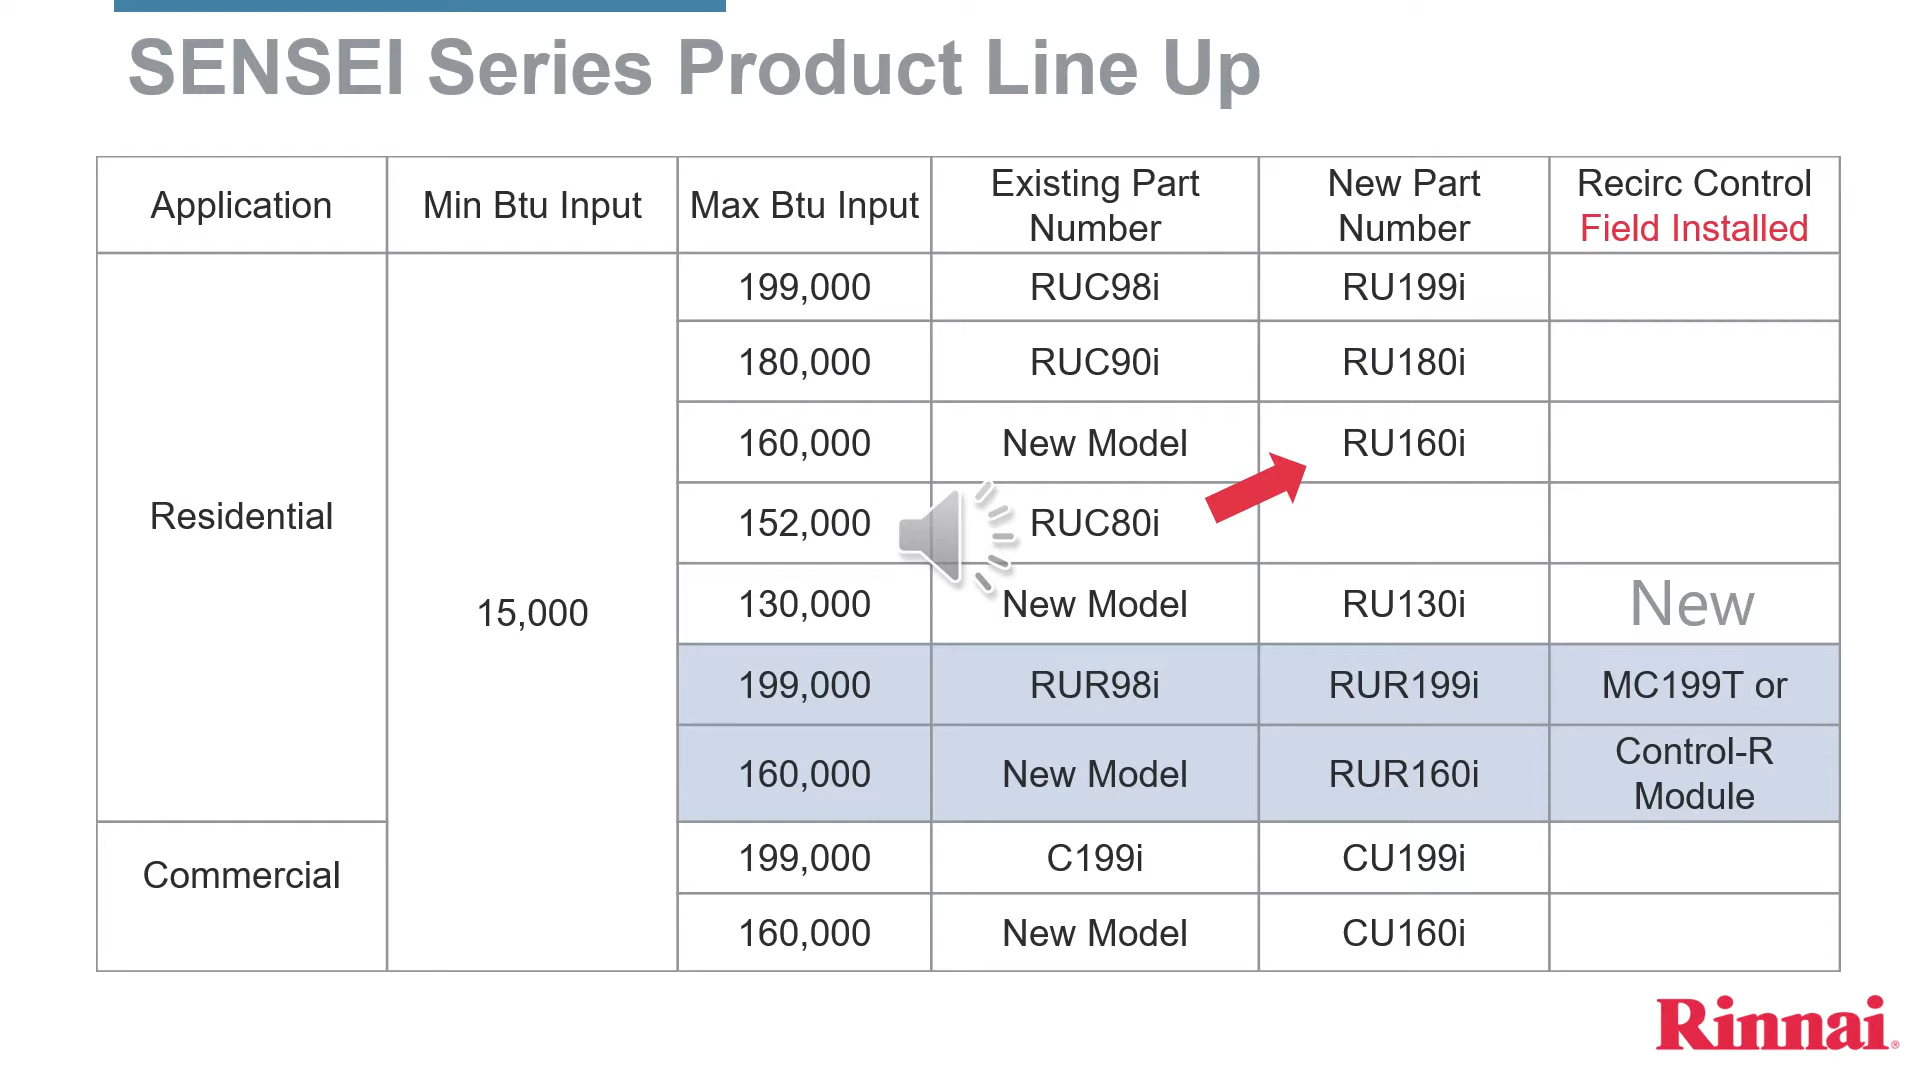 SENSEI Series Product Line Up
Application
Min Btu Input
Max Btu Input
Existing Part
Number
New Part
Number
Recirc Control
Field Installed
Residential
15,000
199,000
RUC98i
RU199i
180,000
RUC90i
RU180i
160,000
New Model
RU160i
152,000
RUC80i
130,000
New Model
RU130i
New
199,000
RUR98i
RUR199i
MC199T or
160,000
New Model
RUR160i
Control-R
Module
Commercial
199,000
C199i
CU199i
160,000
New Model
CU160i
Rinnai®